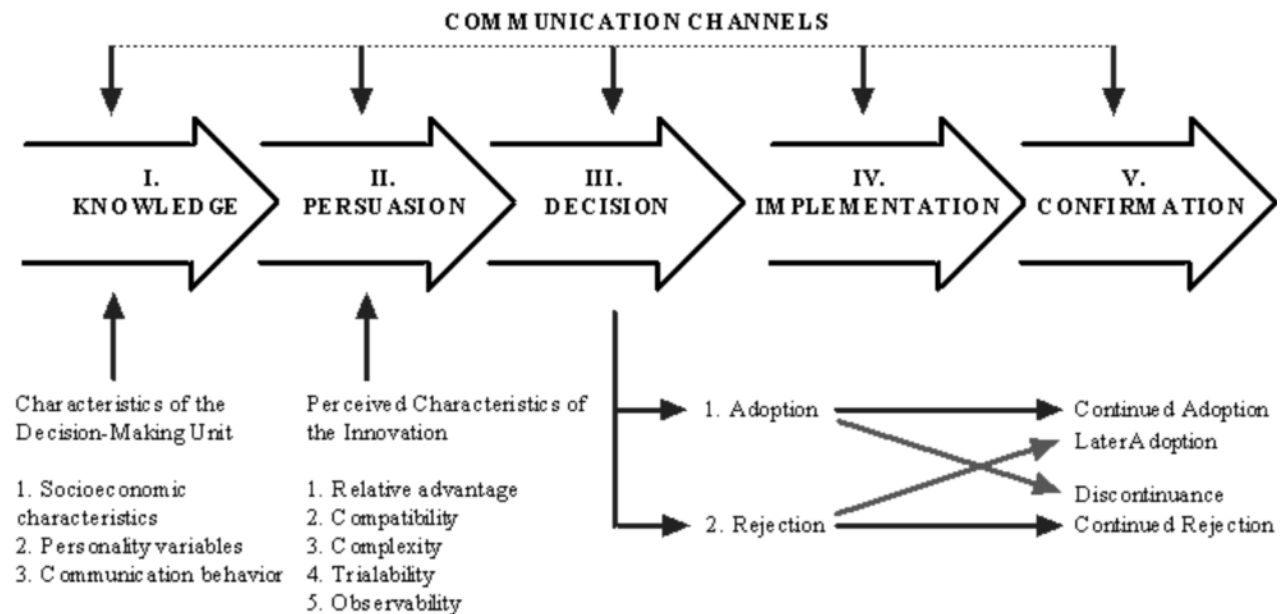 COMMUNICATION CHANNELS
I.
KNOWLEDGE
II.
PERSUASION
III.
DECISION
IV.
IMPLEMENTATION
V.
CONFIRMATION
Characteristics of the
Decision-Making Unit
1. Socioeconomic
characteristics
2. Personality variables
3. Communication behavior
Perceived Characteristics of
the Innovation
1. Relative advantage
2. Compatibility
3. Complexity
4. Trialability
5. Observability
1. Adoption
2. Rejection
Continued Adoption
Later Adoption
Discontinuance
Continued Rejection